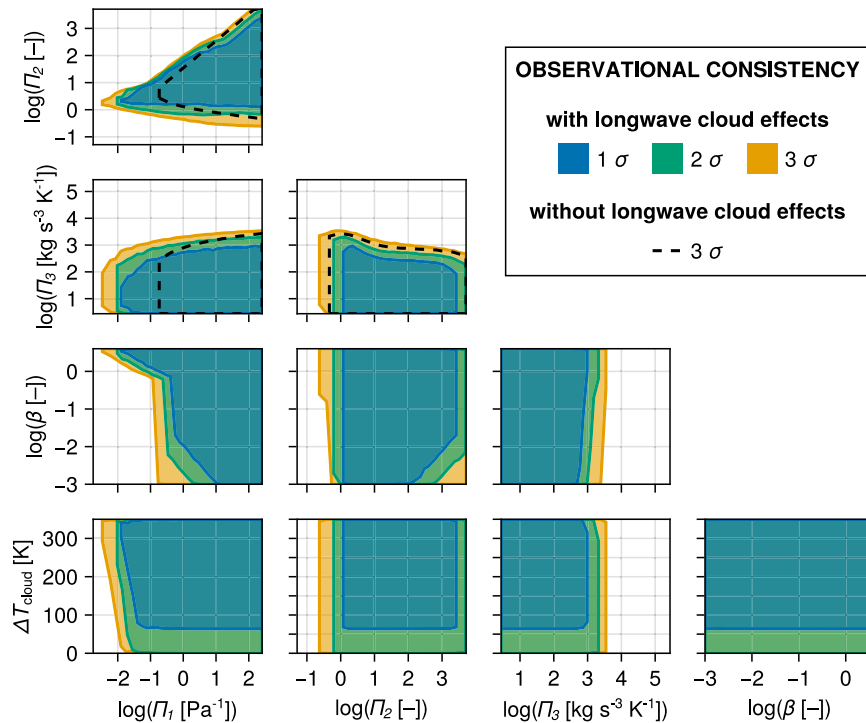 3
2
1
0
−1
log(Π₂ [–])
OBSERVATIONAL CONSISTENCY
with longwave cloud effects
1 σ 2 σ 3 σ
without longwave cloud effects
3 σ
5
4
3
2
1
log(Π₃ [kg s⁻³ K⁻¹])
0
−1
−2
−3
log(β [–])
300
200
100
0
ΔT_cloud [K]
−2 −1 0 1 2
−1 0 1 2 3
1 2 3 4 5
−3 −2 −1 0
log(Π₁ [Pa⁻¹])
log(Π₂ [–])
log(Π₃ [kg s⁻³ K⁻¹])
log(β [–])